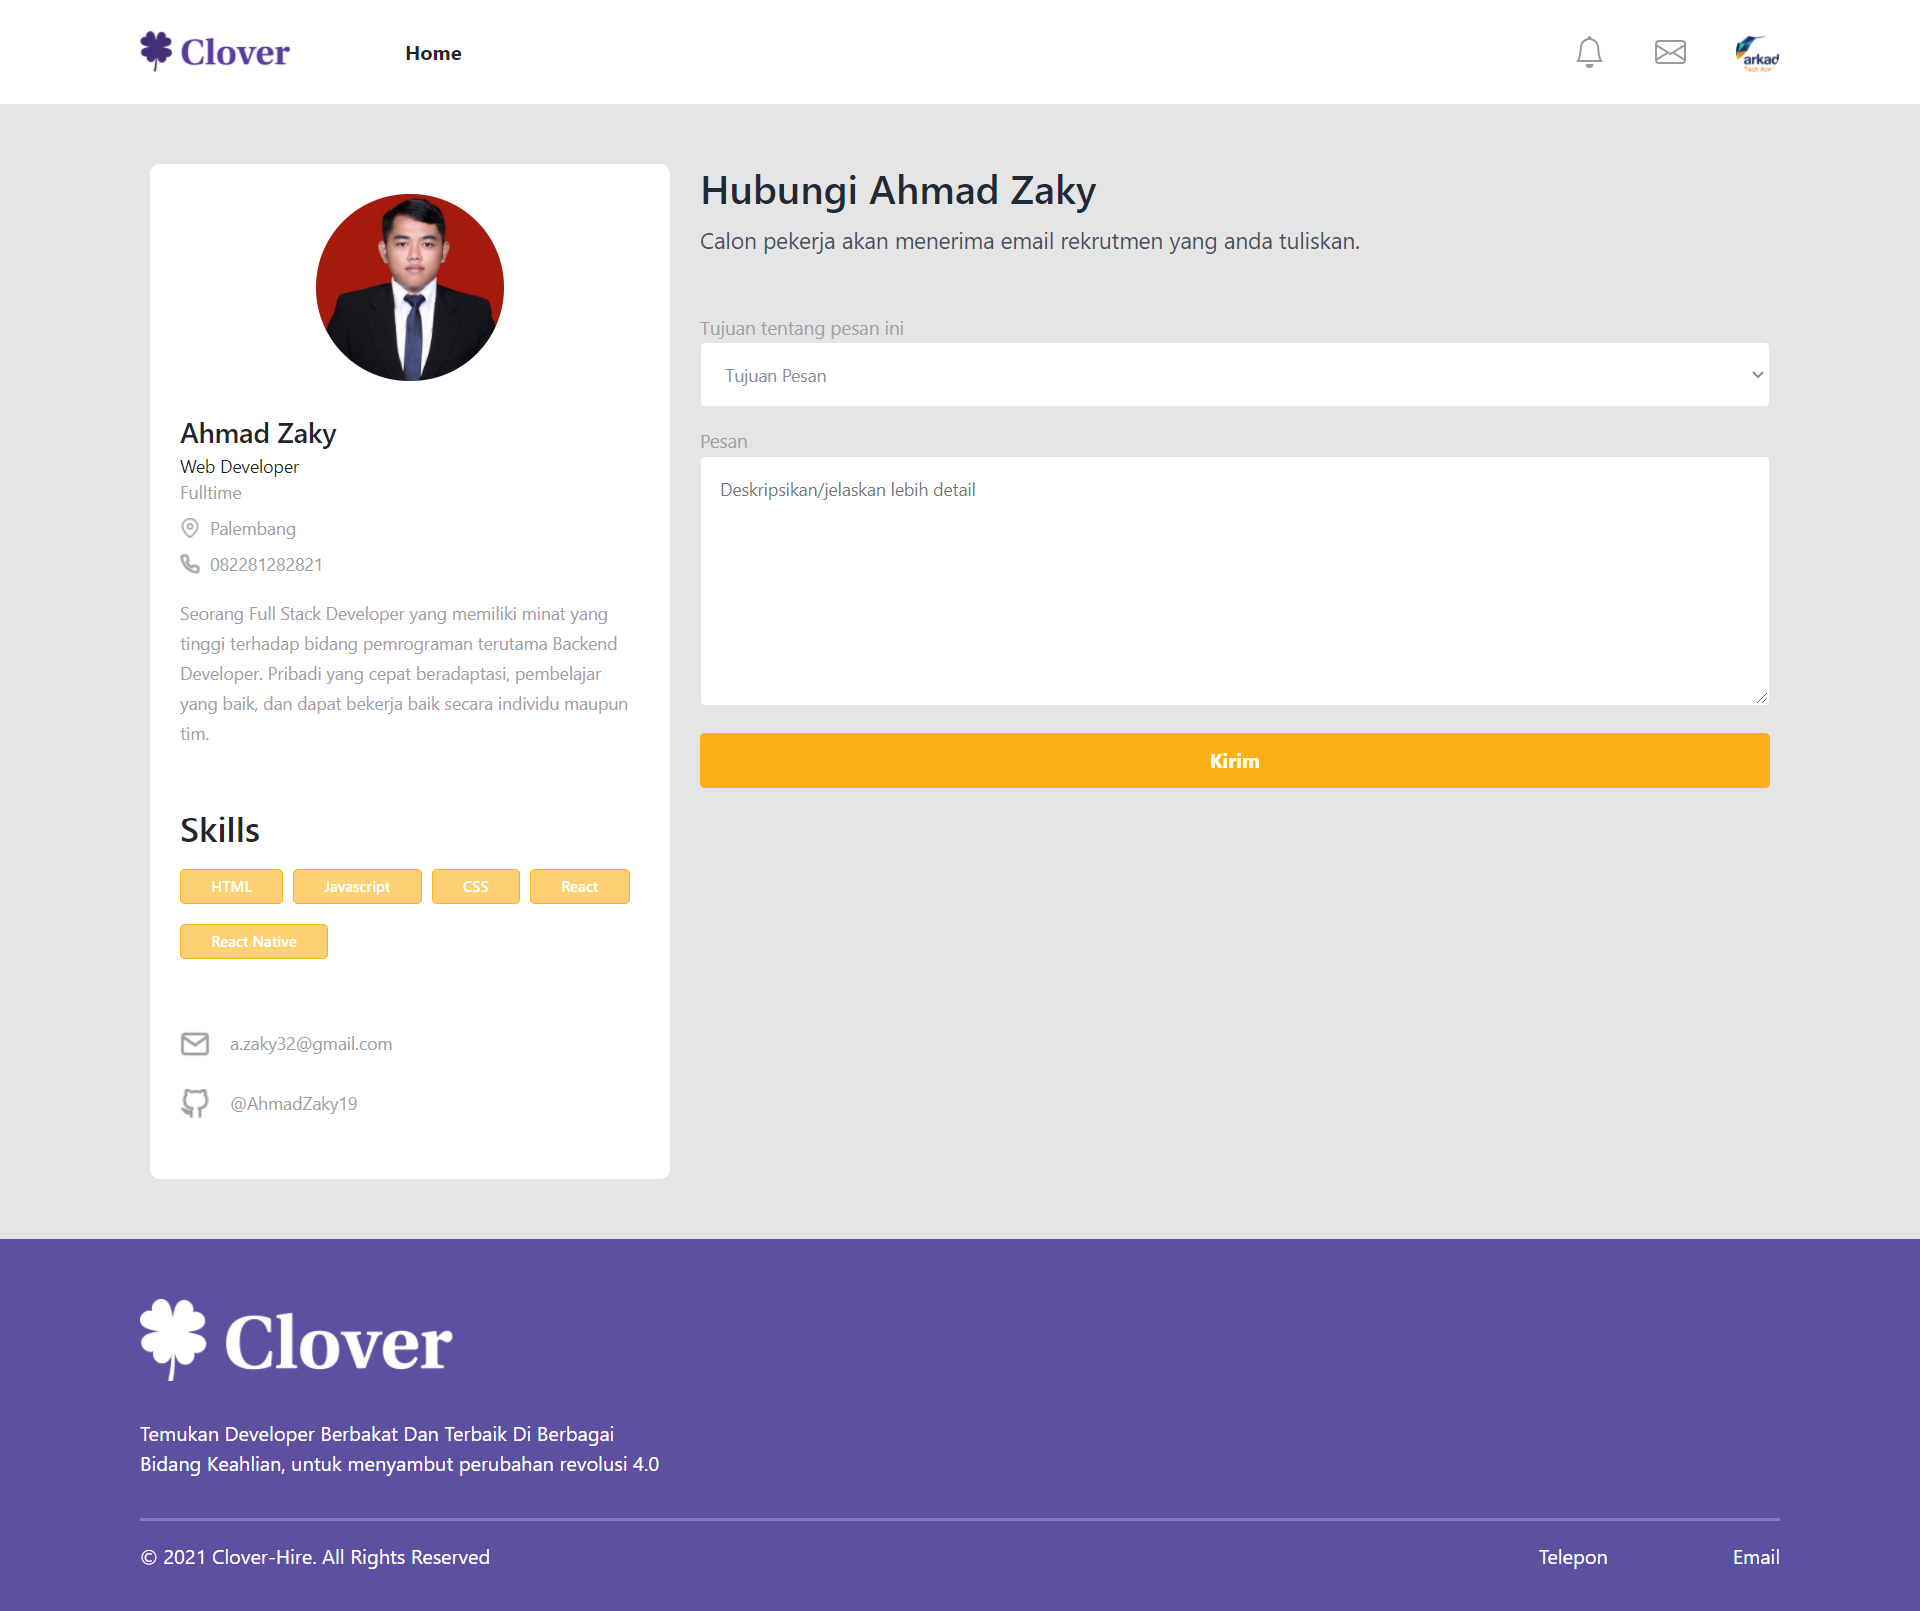 Clover
Home
arkad
Hubungi Ahmad Zaky
Calon pekerja akan menerima email rekrutmen yang anda tuliskan.
Tujuan tentang pesan ini
Tujuan Pesan
Pesan
Deskripsikan/jelaskan lebih detail
Kirim
Ahmad Zaky
Web Developer
Fulltime
Palembang
082281282821
Seorang Full Stack Developer yang memiliki minat yang
tinggi terhadap bidang pemrograman terutama Backend
Developer. Pribadi yang cepat beradaptasi, pembelajar
yang baik, dan dapat bekerja baik secara individu maupun
tim.
Skills
HTML Javascript CSS React
React Native
a.zaky32@gmail.com
@AhmadZaky19
Clover
Temukan Developer Berbakat Dan Terbaik Di Berbagai
Bidang Keahlian, untuk menyambut perubahan revolusi 4.0
© 2021 Clover-Hire. All Rights Reserved
Telepon Email